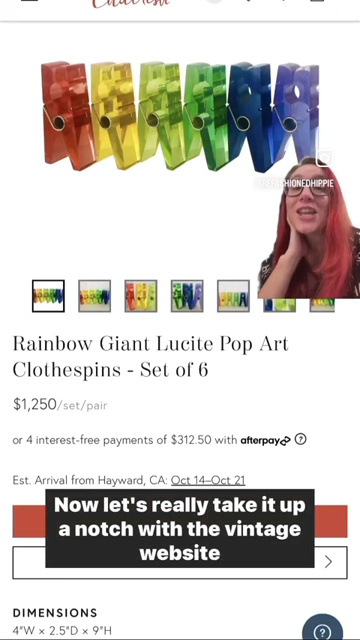 Rainbow Giant Lucite Pop Art
Clothespins - Set of 6
$1,250/set/pair
or 4 interest-free payments of $312.50 with afterpay ?
Est. Arrival from Hayward, CA: Oct 14–Oct 21
Now let's really take it up
a notch with the vintage
website
DIMENSIONS
4"W × 2.5"D × 9"H
?